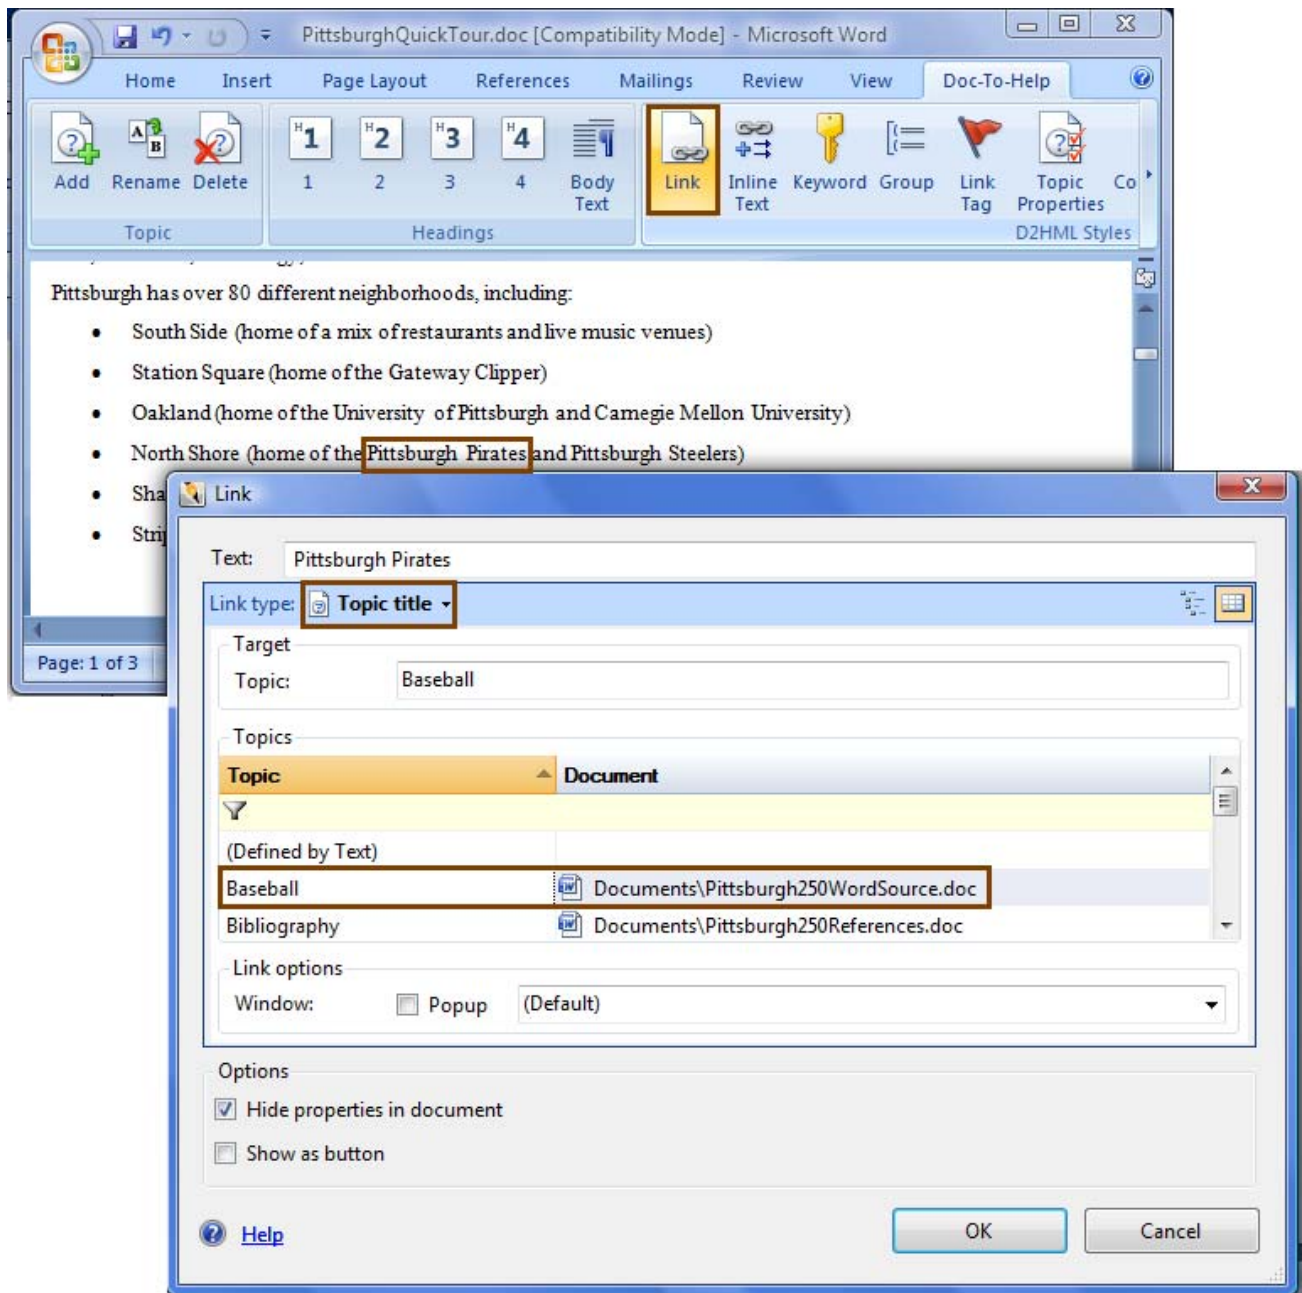 PittsburghQuickTour.doc [Compatibility Mode] - Microsoft Word
Home Insert Page Layout References Mailings Review View Doc-To-Help
H1 H2 H3 H4
Add Rename Delete 1 2 3 4 Body Text Link Inline Text Keyword Group Link Tag Topic Properties Co
Topic Headings D2HML Styles
Pittsburgh has over 80 different neighborhoods, including:
• South Side (home of a mix of restaurants and live music venues)
• Station Square (home of the Gateway Clipper)
• Oakland (home of the University of Pittsburgh and Carnegie Mellon University)
• North Shore (home of the Pittsburgh Pirates and Pittsburgh Steelers)
• Sha
• Strip
Page: 1 of 3
Link
Text: Pittsburgh Pirates
Link type: Topic title
Target
Topic: Baseball
Topics
Topic Document
(Defined by Text)
Baseball Documents\Pittsburgh250WordSource.doc
Bibliography Documents\Pittsburgh250References.doc
Link options
Window: Popup (Default)
Options
Hide properties in document
Show as button
Help OK Cancel